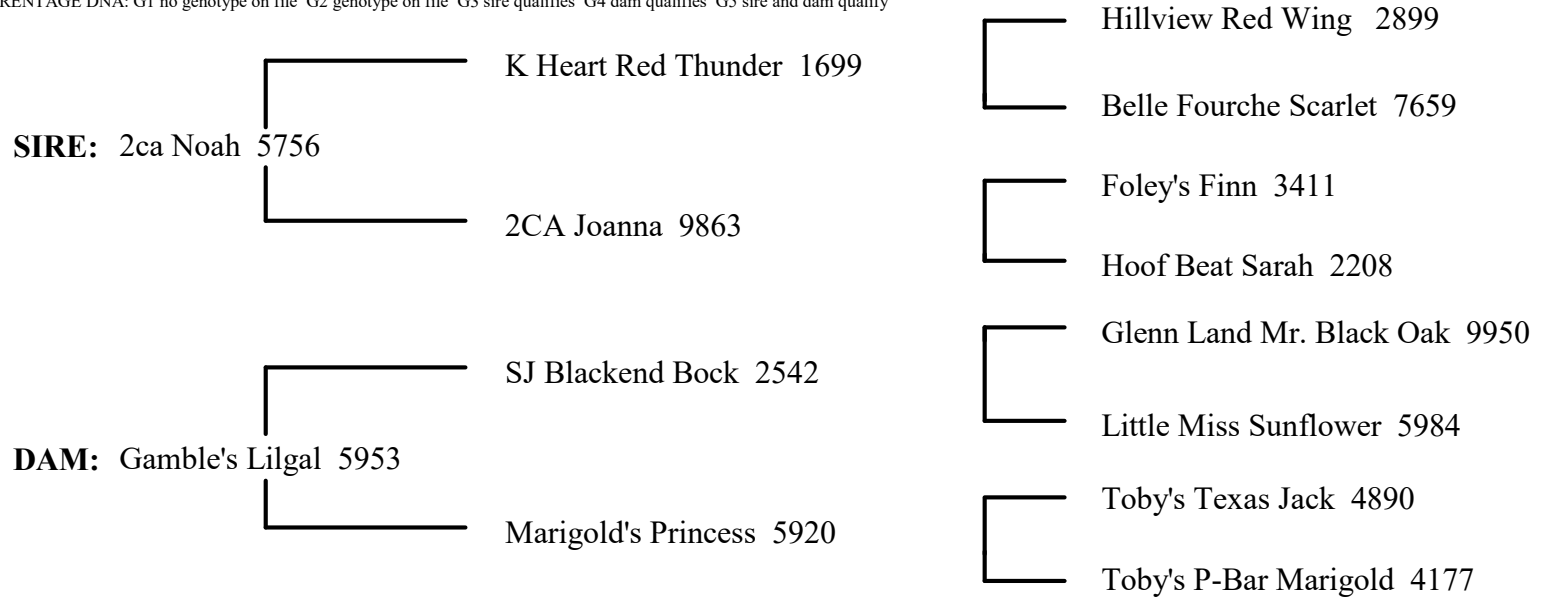 RENTAGE DNA: G1 no genotype on file G2 genotype on file G3 sire qualifies G4 dam qualifies G5 sire and dam qualify
Hillview Red Wing 2899
K Heart Red Thunder 1699
Belle Fourche Scarlet 7659
SIRE: 2ca Noah 5756
Foley's Finn 3411
2CA Joanna 9863
Hoof Beat Sarah 2208
Glenn Land Mr. Black Oak 9950
SJ Blackend Bock 2542
Little Miss Sunflower 5984
DAM: Gamble's Lilgal 5953
Toby's Texas Jack 4890
Marigold's Princess 5920
Toby's P-Bar Marigold 4177